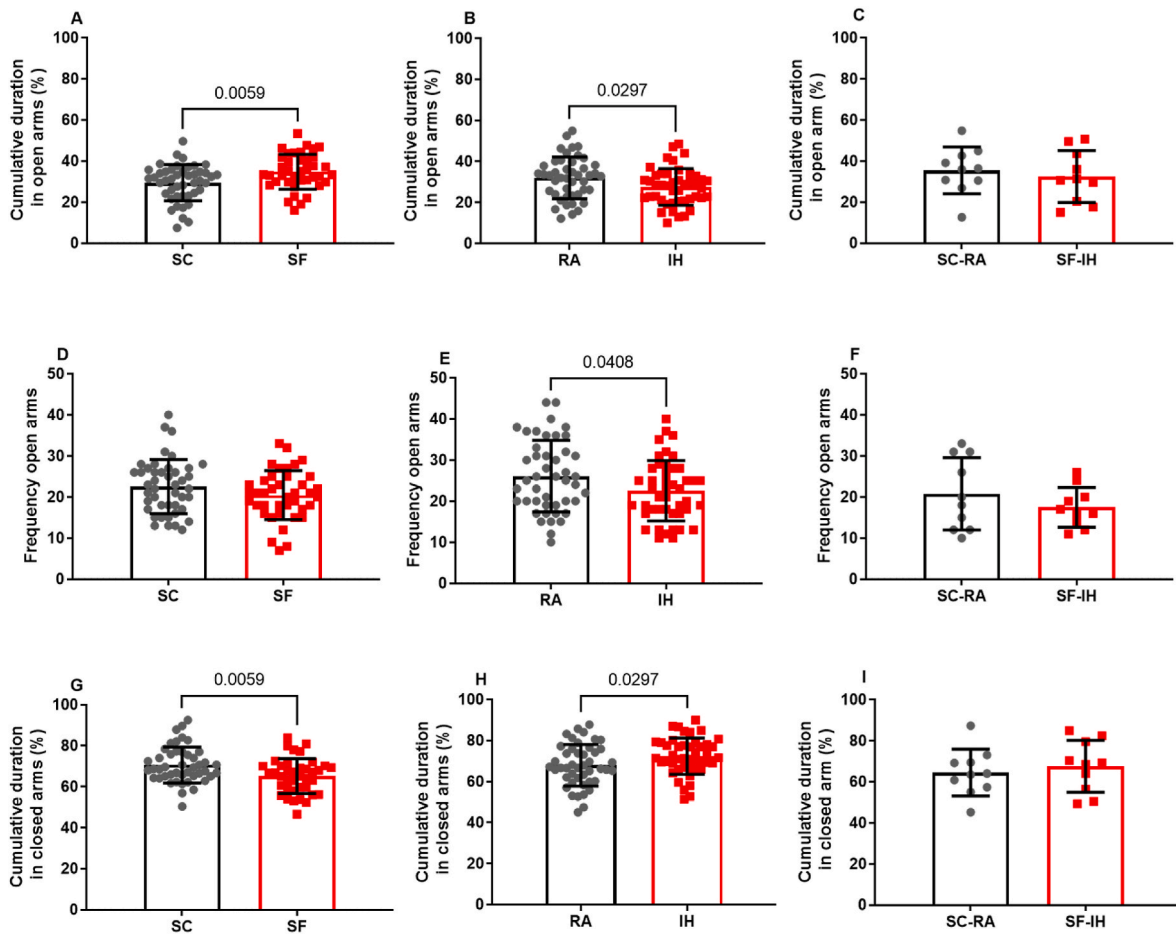 A
Cumulative duration
in open arms (%)
100
80
60
40
20
0
0.0059
SC
SF
B
Cumulative duration
in open arms (%)
100
80
60
40
20
0
0.0297
RA
IH
C
Cumulative duration
in open arm (%)
100
80
60
40
20
0
SC-RA
SF-IH
D
Frequency open arms
50
40
30
20
10
0
SC
SF
E
Frequency open arms
50
40
30
20
10
0
0.0408
RA
IH
F
Frequency open arms
50
40
30
20
10
0
SC-RA
SF-IH
G
Cumulative duration
in closed arms (%)
100
80
60
40
20
0
0.0059
SC
SF
H
Cumulative duration
in closed arms (%)
100
80
60
40
20
0
0.0297
RA
IH
I
Cumulative duration
in closed arm (%)
100
80
60
40
20
0
SC-RA
SF-IH